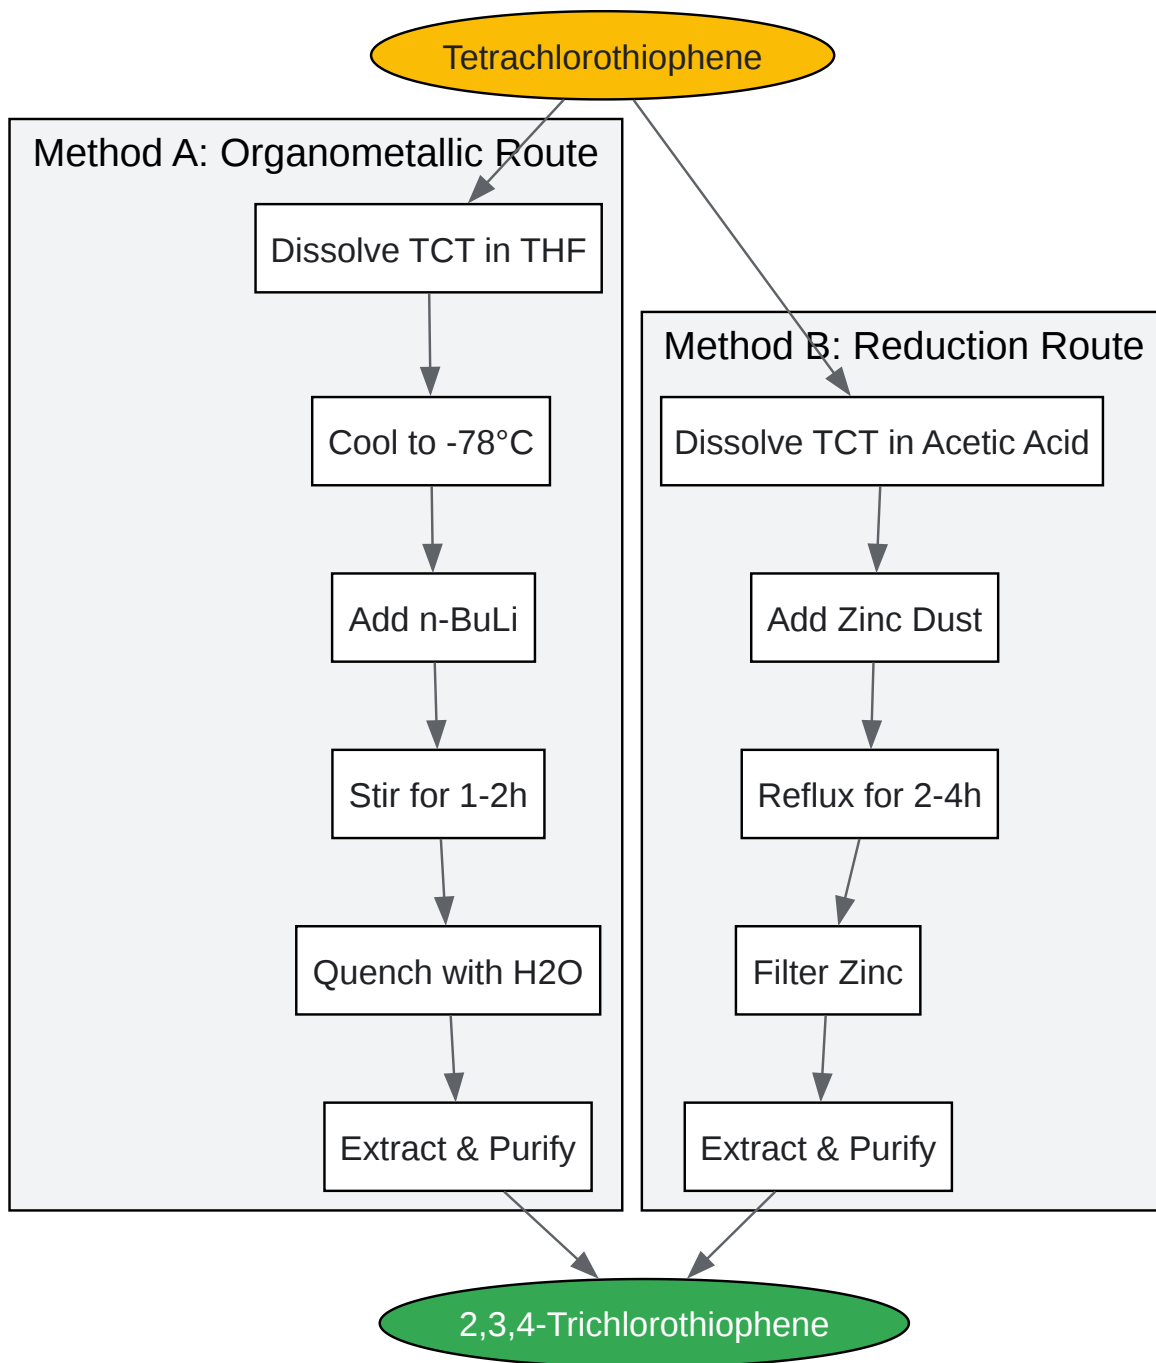 Tetrachlorothiophene
Method A: Organometallic Route
Dissolve TCT in THF
Cool to -78°C
Add n-BuLi
Stir for 1-2h
Quench with H2O
Extract & Purify
Method B: Reduction Route
Dissolve TCT in Acetic Acid
Add Zinc Dust
Reflux for 2-4h
Filter Zinc
Extract & Purify
2,3,4-Trichlorothiophene